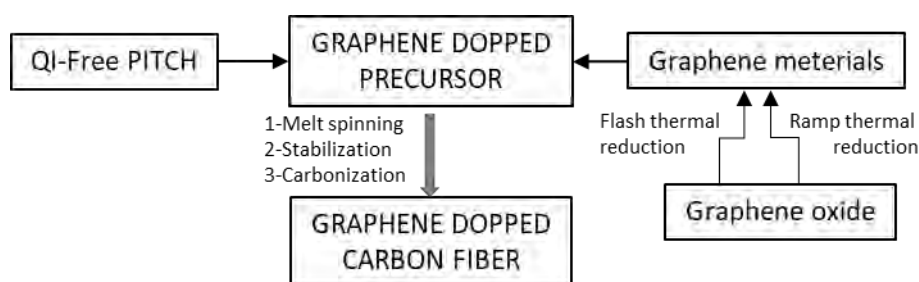 QI-Free PITCH
GRAPHENE DOPPED
PRECURSOR
Graphene meterials
1-Melt spinning
2-Stabilization
3-Carbonization
Flash thermal
reduction
Ramp thermal
reduction
GRAPHENE DOPPED
CARBON FIBER
Graphene oxide